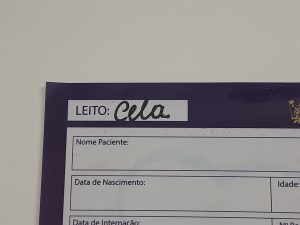 LEITO: Cela
Nome Paciente:
Data de Nascimento: Idade:
Data de Internação: